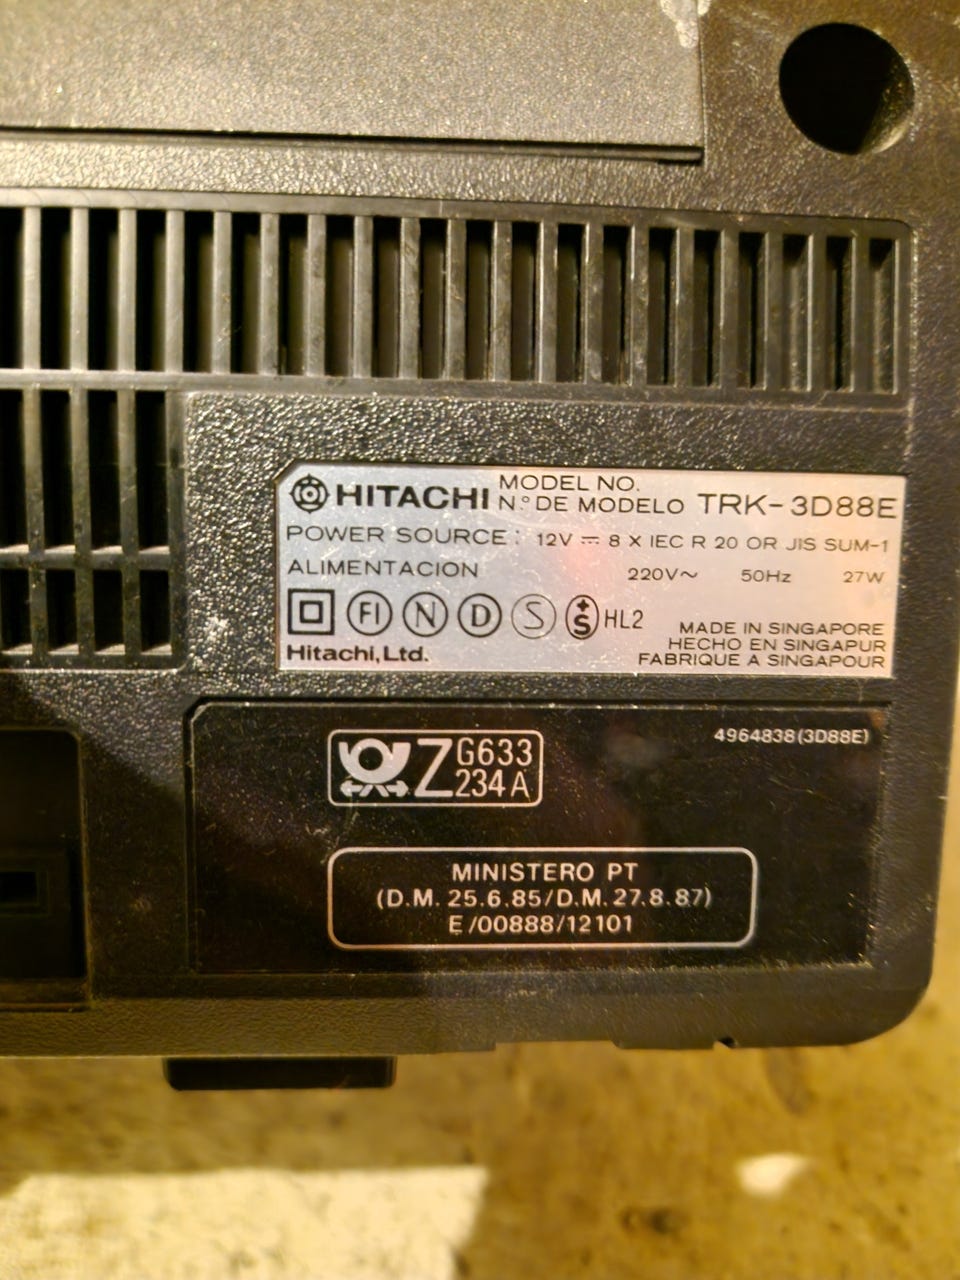 HITACHI MODEL NO.
N.º DE MODELO TRK-3D88E
POWER SOURCE: 12V ⎓ 8 X IEC R 20 OR JIS SUM-1
ALIMENTACION 220V~ 50Hz 27W
FI N D S +S HL2
MADE IN SINGAPORE
HECHO EN SINGAPUR
Hitachi, Ltd. FABRIQUE A SINGAPOUR
4964838(3D88E)
Z G633
234A
MINISTERO PT
(D.M. 25.6.85/D.M. 27.8.87)
E/00888/12101